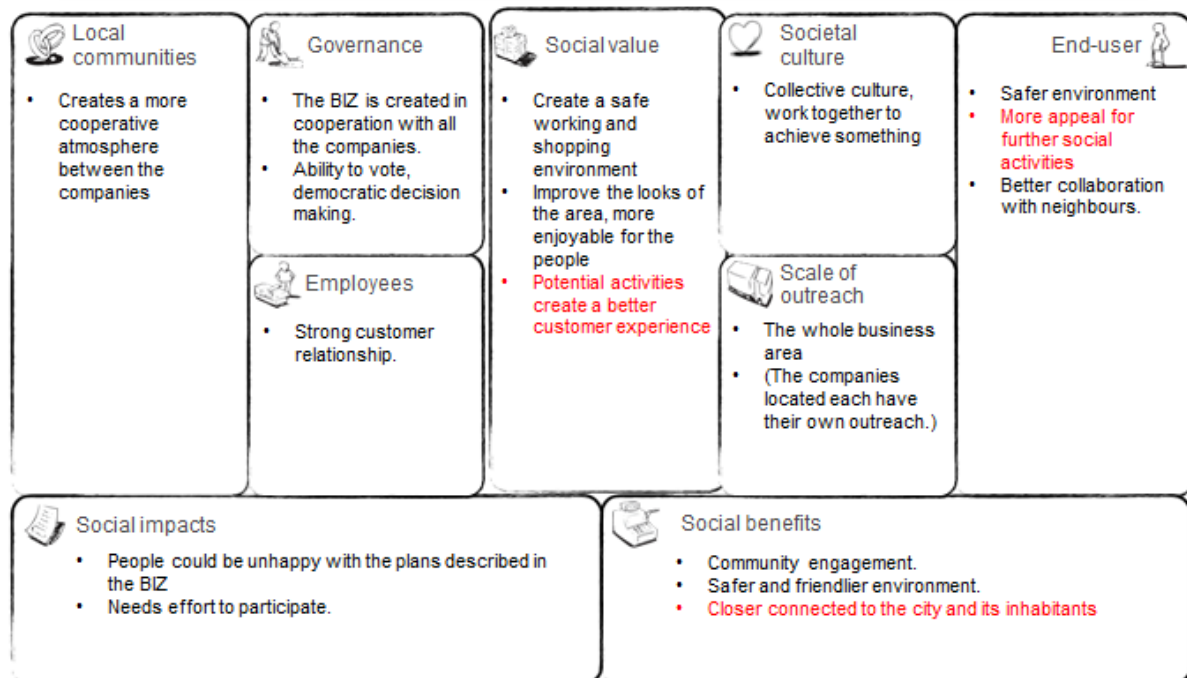 Local
communities
• Creates a more
cooperative
atmosphere
between the
companies
Governance
• The BIZ is created in
cooperation with all
the companies.
• Ability to vote,
democratic decision
making.
Employees
• Strong customer
relationship.
Social value
• Create a safe
working and
shopping
environment
• Improve the looks of
the area, more
enjoyable for the
people
• Potential activities
create a better
customer experience
Societal
culture
• Collective culture,
work together to
achieve something
Scale of
outreach
• The whole business
area
• (The companies
located each have
their own outreach.)
End-user
• Safer environment
• More appeal for
further social
activities
• Better collaboration
with neighbours.
Social impacts
• People could be unhappy with the plans described in
the BIZ
• Needs effort to participate.
Social benefits
• Community engagement.
• Safer and friendlier environment.
• Closer connected to the city and its inhabitants